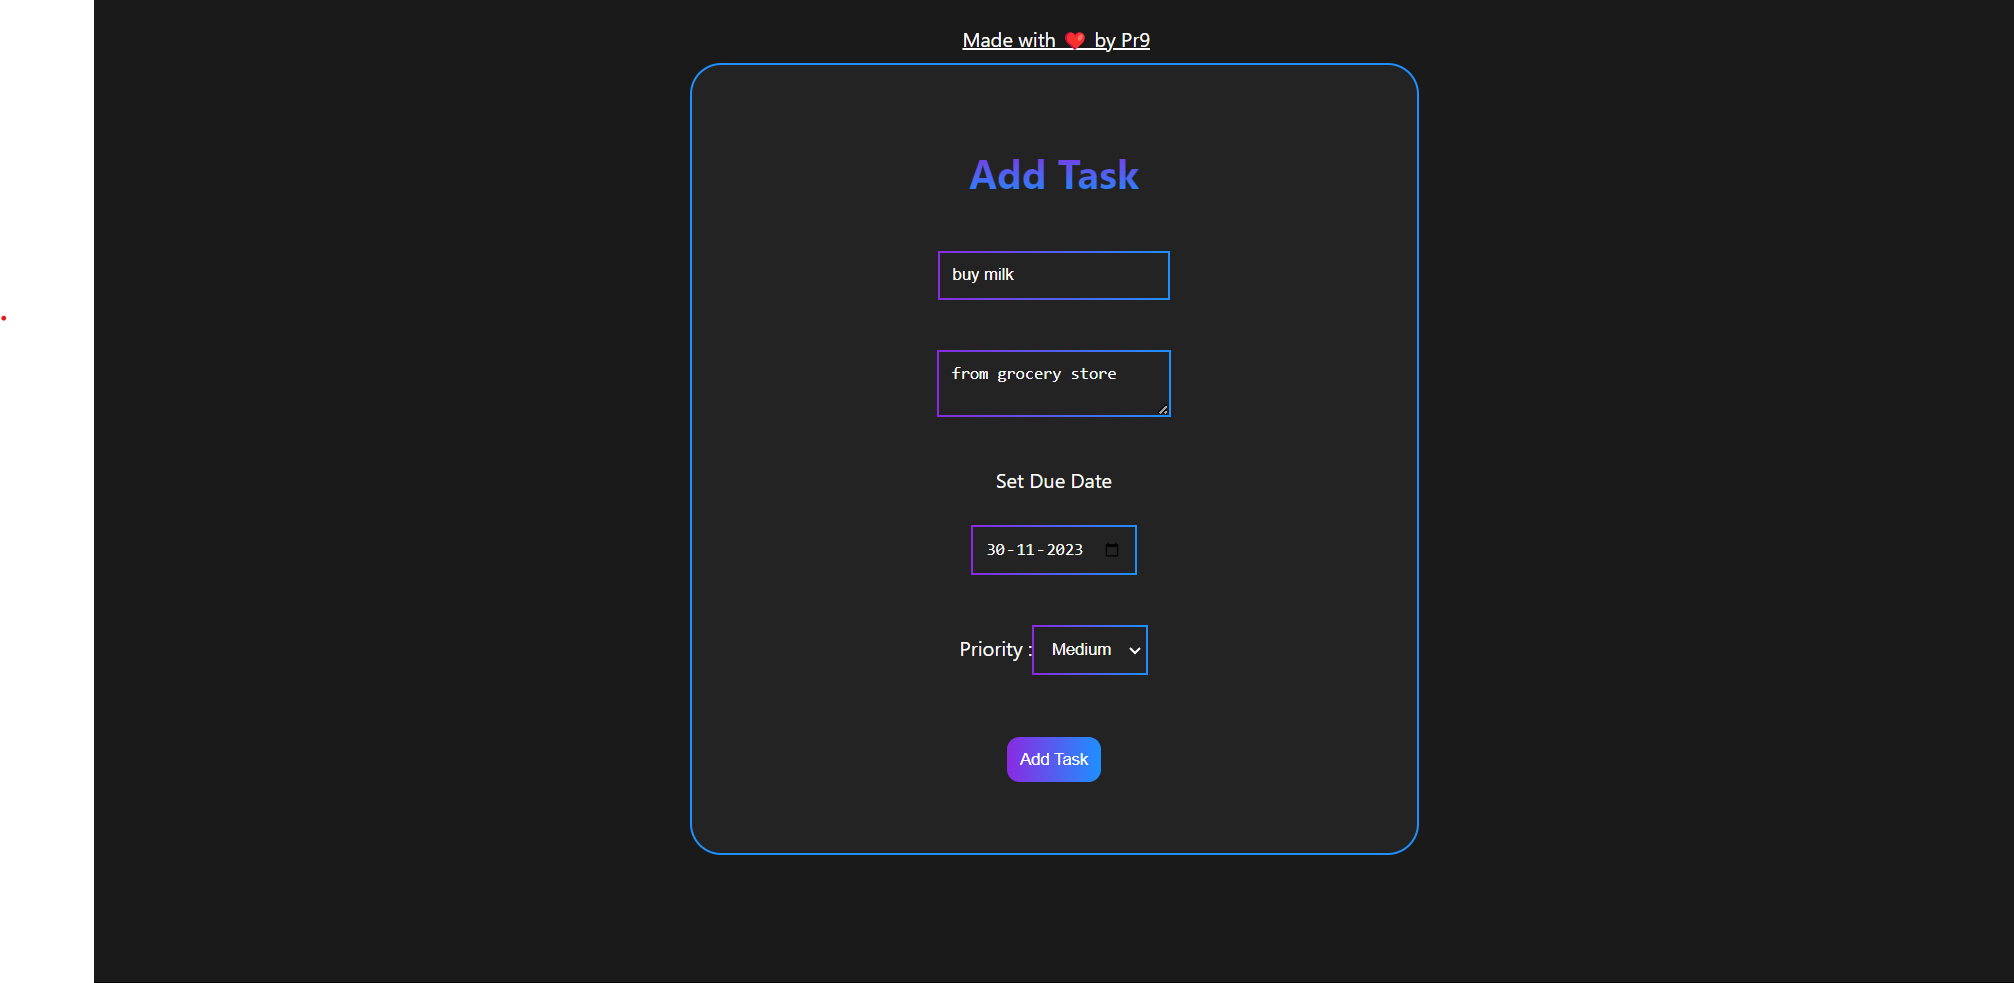 Made with ❤️ by Pr9
Add Task
buy milk
from grocery store
Set Due Date
30-11-2023
Priority : Medium
Add Task